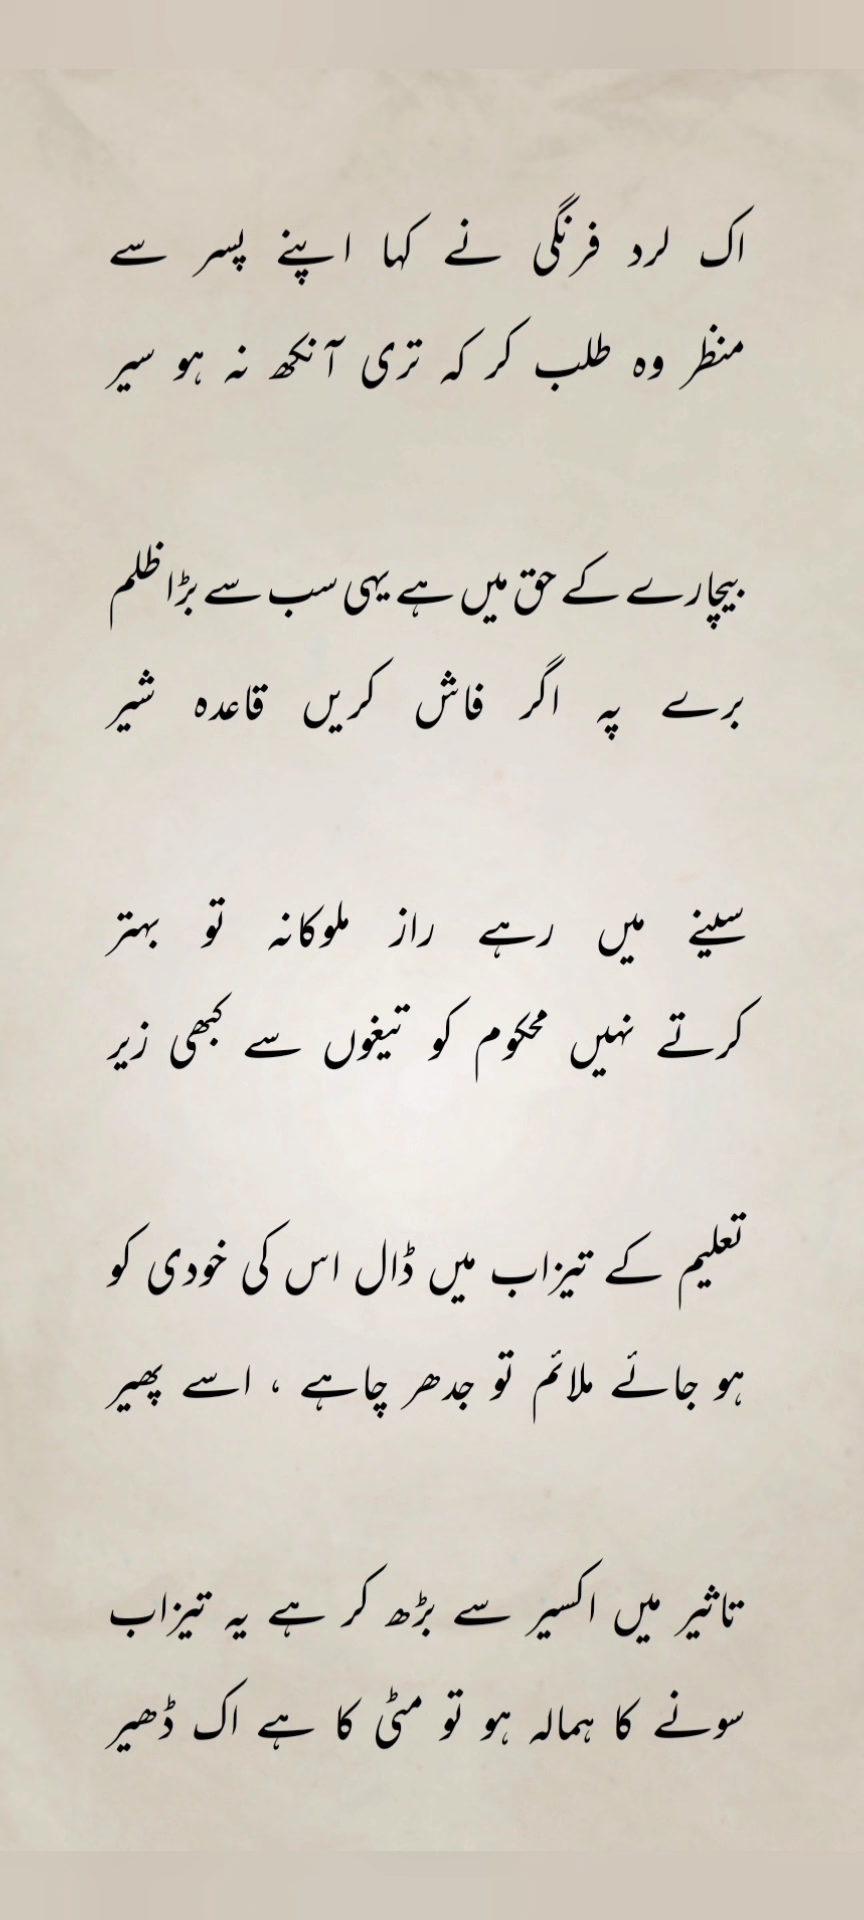 اک لرد فرنگی نے کہا اپنے پسر سے
منظر وہ طلب کر کہ تری آنکھ نہ ہو سیر
بیچارے کے حق میں ہے یہی سب سے بڑا ظلم
برے پہ اگر فاش کریں قاعدہ شیر
سینے میں رہے راز ملوکانہ تو بہتر
کرتے نہیں محکوم کو تیغوں سے کبھی زیر
تعلیم کے تیزاب میں ڈال اس کی خودی کو
ہو جائے ملائم تو جدھر چاہے ، اسے پھیر
تاثیر میں اکسیر سے بڑھ کر ہے یہ تیزاب
سونے کا ہمالہ ہو تو مٹی کا ہے اک ڈھیر